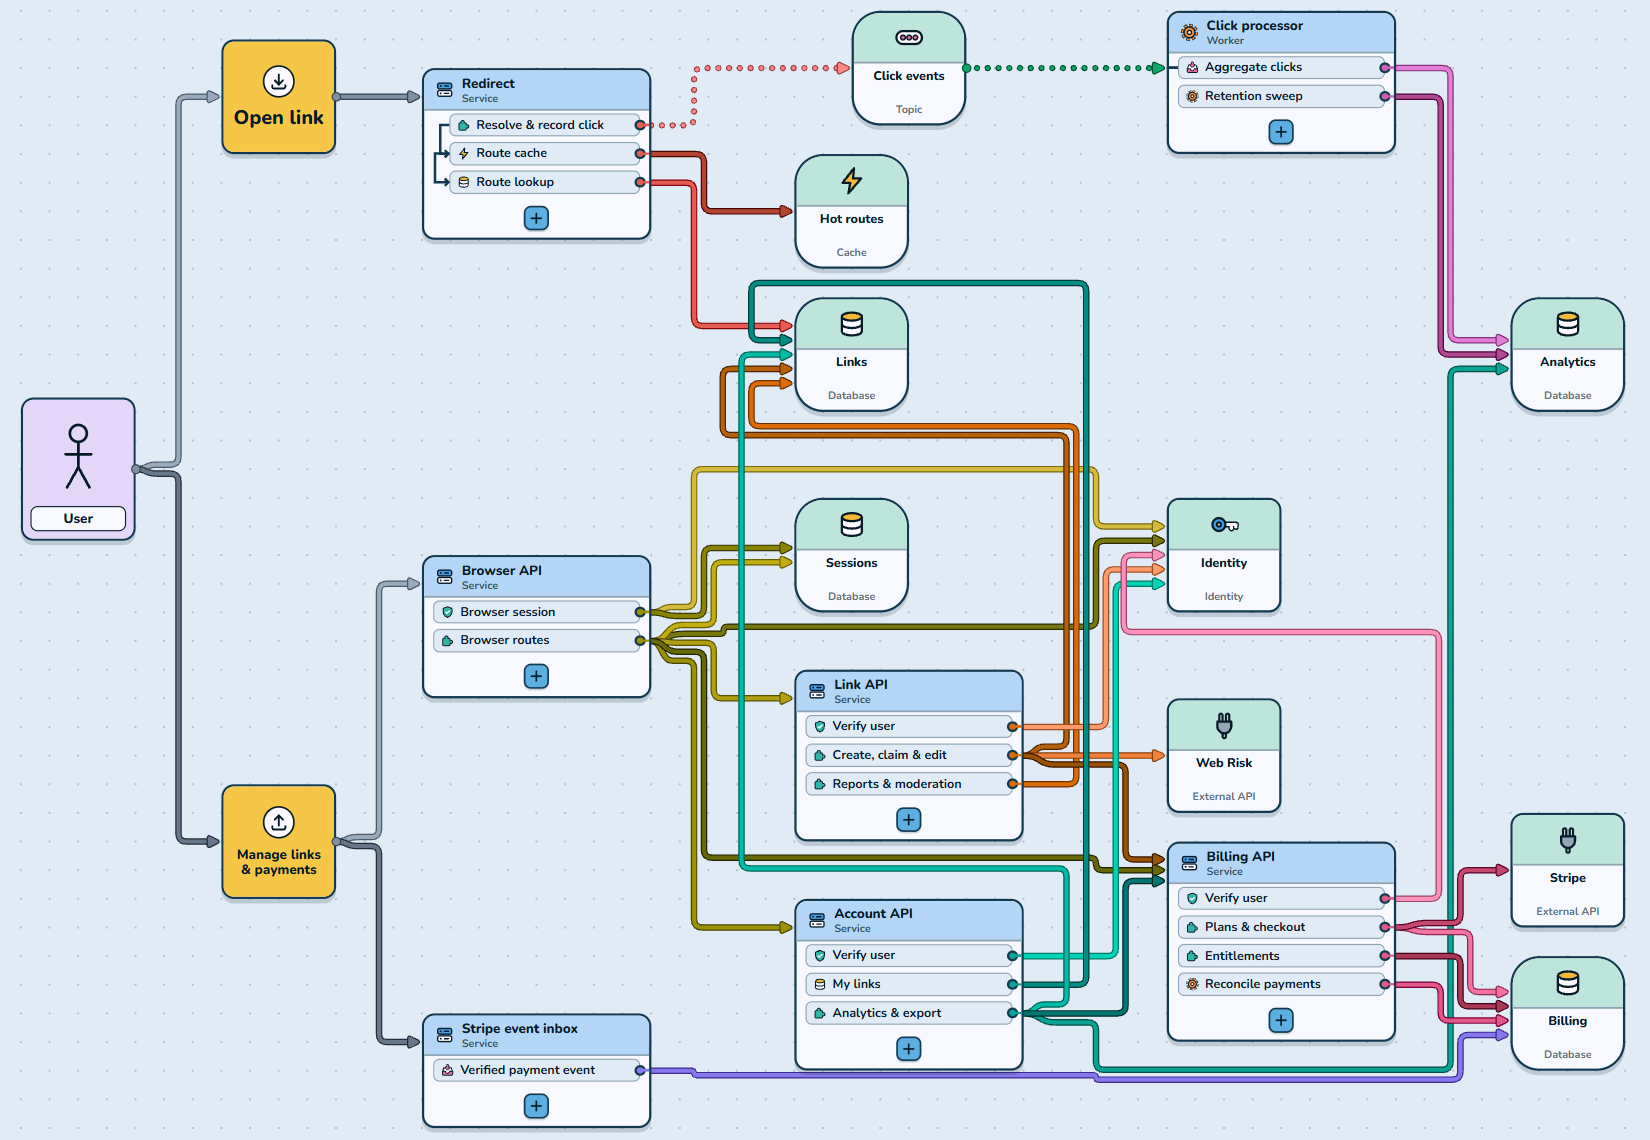 Open link
Redirect
Service
Resolve & record click
Route cache
Route lookup
Click events
Topic
Click processor
Worker
Aggregate clicks
Retention sweep
Hot routes
Cache
Links
Database
Analytics
Database
User
Browser API
Service
Browser session
Browser routes
Sessions
Database
Identity
Identity
Link API
Service
Verify user
Create, claim & edit
Reports & moderation
Web Risk
External API
Manage links
& payments
Billing API
Service
Verify user
Plans & checkout
Entitlements
Reconcile payments
Stripe
External API
Account API
Service
Verify user
My links
Analytics & export
Billing
Database
Stripe event inbox
Service
Verified payment event